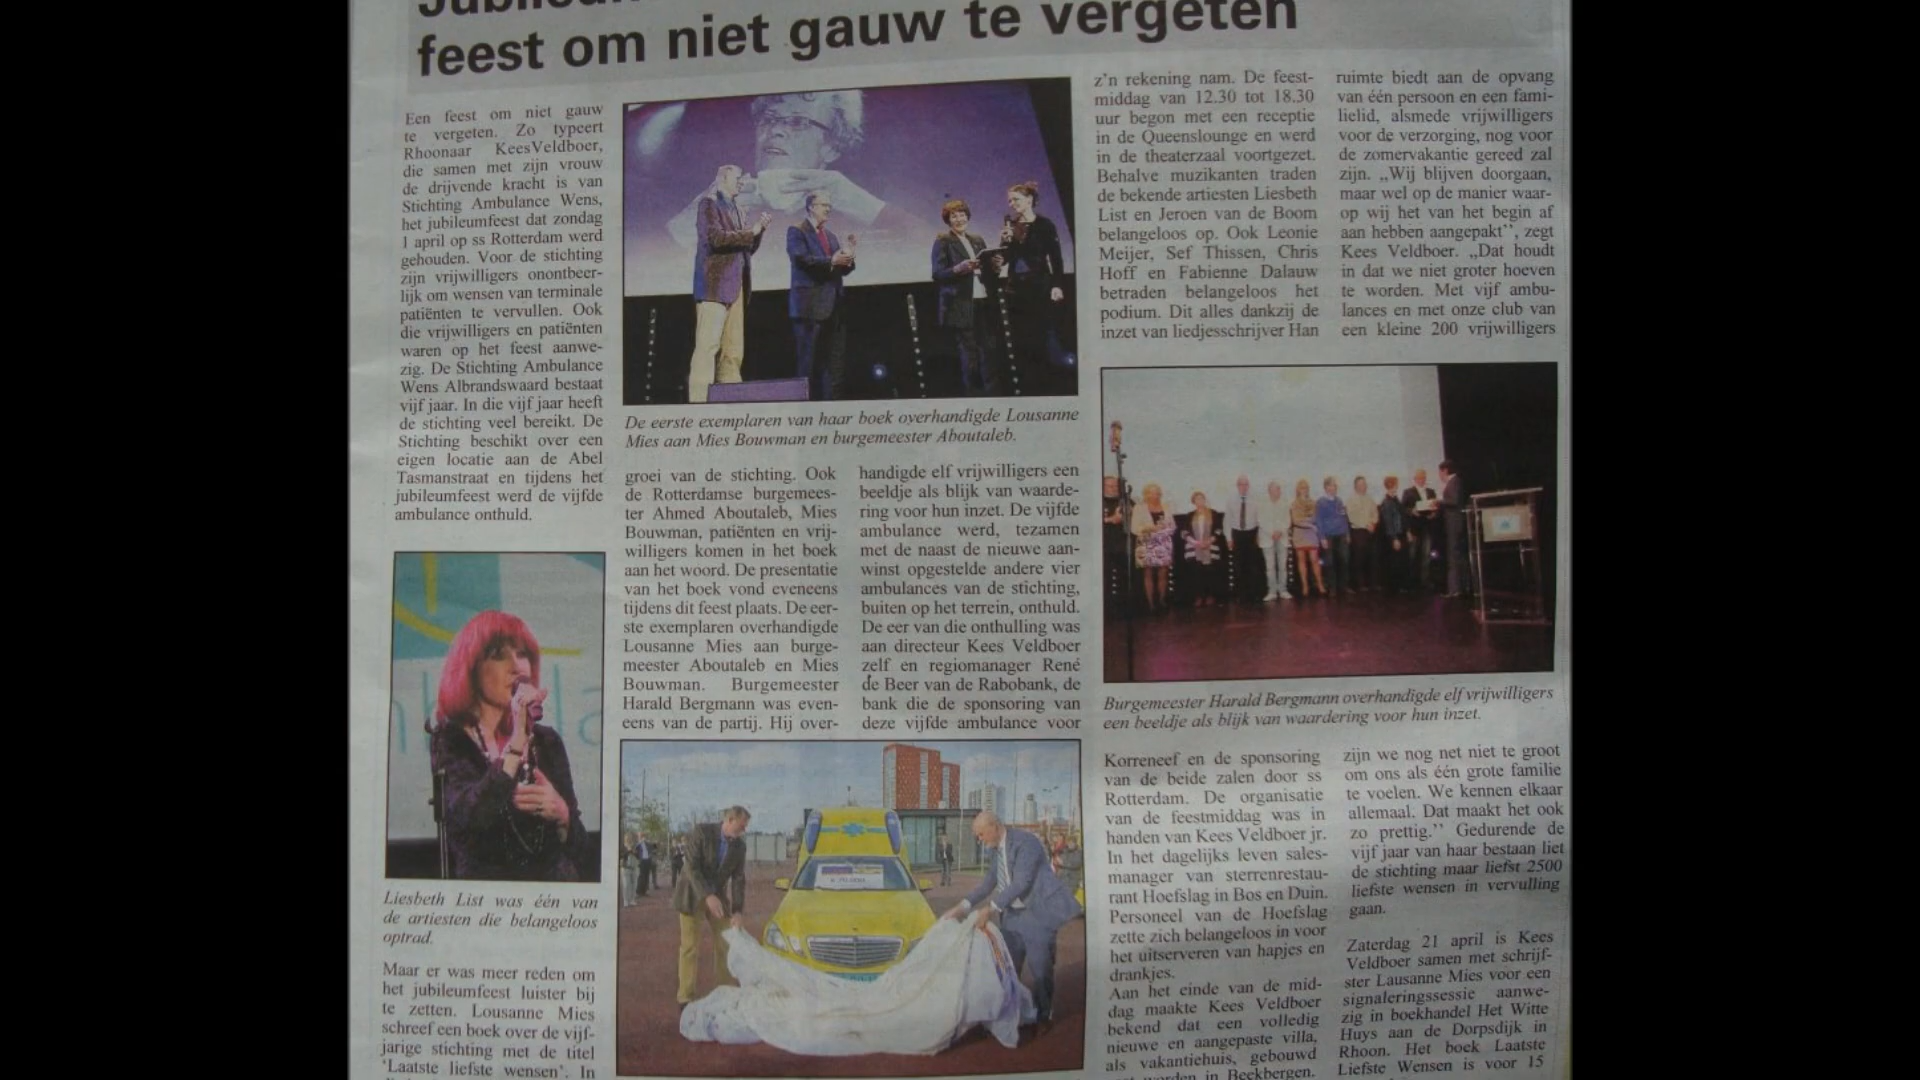 feest om niet gauw te vergeten
Een feest om niet gauw
te vergeten. Zo typeert
Rhoonaar KeesVeldboer,
die samen met zijn vrouw
de drijvende kracht is van
Stichting Ambulance Wens,
het jubileumfeest dat zondag
1 april op ss Rotterdam werd
gehouden. Voor de stichting
zijn vrijwilligers onontbeer-
lijk om wensen van terminale
patiënten te vervullen. Ook
die vrijwilligers en patiënten
waren op het feest aanwe-
zig. De Stichting Ambulance
Wens Albrandswaard bestaat
vijf jaar. In die vijf jaar heeft
de stichting veel bereikt. De
Stichting beschikt over een
eigen locatie aan de Abel
Tasmanstraat en tijdens het
jubileumfeest werd de vijfde
ambulance onthuld.
Liesbeth List was één van
de artiesten die belangeloos
optrad.
Maar er was meer reden om
het jubileumfeest luister bij
te zetten. Lousanne Mies
schreef een boek over de vijf-
jarige stichting met de titel
'Laatste liefste wensen'. In
De eerste exemplaren van haar boek overhandigde Lousanne
Mies aan Mies Bouwman en burgemeester Aboutaleb.
groei van de stichting. Ook
de Rotterdamse burgemees-
ter Ahmed Aboutaleb, Mies
Bouwman, patiënten en vrij-
willigers komen in het boek
aan het woord. De presentatie
van het boek vond eveneens
tijdens dit feest plaats. De eer-
ste exemplaren overhandigde
Lousanne Mies aan burge-
meester Aboutaleb en Mies
Bouwman. Burgemeester
Harald Bergmann was even-
eens van de partij. Hij over-
handigde elf vrijwilligers een
beeldje als blijk van waarde-
ring voor hun inzet. De vijfde
ambulance werd, tezamen
met de naast de nieuwe aan-
winst opgestelde andere vier
ambulances van de stichting,
buiten op het terrein, onthuld.
De eer van die onthulling was
aan directeur Kees Veldboer
zelf en regiomanager René
de Beer van de Rabobank, de
bank die de sponsoring van
deze vijfde ambulance voor
z'n rekening nam. De feest-
middag van 12.30 tot 18.30
uur begon met een receptie
in de Queenslounge en werd
in de theaterzaal voortgezet.
Behalve muzikanten traden
de bekende artiesten Liesbeth
List en Jeroen van de Boom
belangeloos op. Ook Leonie
Meijer, Sef Thissen, Chris
Hoff en Fabienne Dalauw
betraden belangeloos het
podium. Dit alles dankzij de
inzet van liedjesschrijver Han
ruimte biedt aan de opvang
van één persoon en een fami-
lielid, alsmede vrijwilligers
voor de verzorging, nog voor
de zomervakantie gereed zal
zijn. „Wij blijven doorgaan,
maar wel op de manier waar-
op wij het van het begin af
aan hebben aangepakt”, zegt
Kees Veldboer. „Dat houdt
in dat we niet groter hoeven
te worden. Met vijf ambu-
lances en met onze club van
een kleine 200 vrijwilligers
Burgemeester Harald Bergmann overhandigde elf vrijwilligers
een beeldje als blijk van waardering voor hun inzet.
Korreneef en de sponsoring
van de beide zalen door ss
Rotterdam. De organisatie
van de feestmiddag was in
handen van Kees Veldboer jr.
In het dagelijks leven sales-
manager van sterrenrestau-
rant Hoefslag in Bos en Duin.
Personeel van de Hoefslag
zette zich belangeloos in voor
het uitserveren van hapjes en
drankjes.
Aan het einde van de mid-
dag maakte Kees Veldboer
bekend dat een volledig
nieuwe en aangepaste villa,
als vakantiehuis, gebouwd
worden in Beekbergen.
zijn we nog net niet te groot
om ons als één grote familie
te voelen. We kennen elkaar
allemaal. Dat maakt het ook
zo prettig.” Gedurende de
vijf jaar van haar bestaan liet
de stichting maar liefst 2500
liefste wensen in vervulling
gaan.
Zaterdag 21 april is Kees
Veldboer samen met schrijf-
ster Lausanne Mies voor een
signaleringssessie aanwe-
zig in boekhandel Het Witte
Huys aan de Dorpsdijk in
Rhoon. Het boek Laatste
Liefste Wensen is voor 15